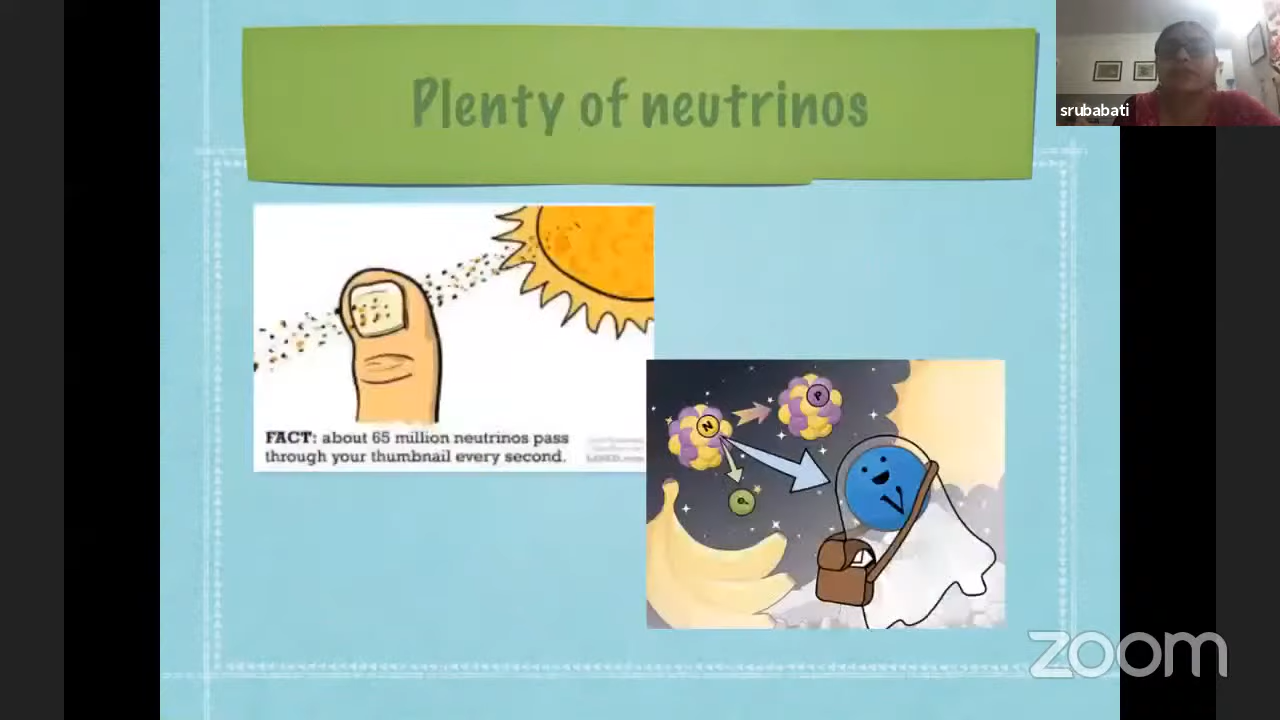 Plenty of neutrinos
srubabati
FACT: about 65 million neutrinos pass
through your thumbnail every second.
N
P
e
ν
zoom